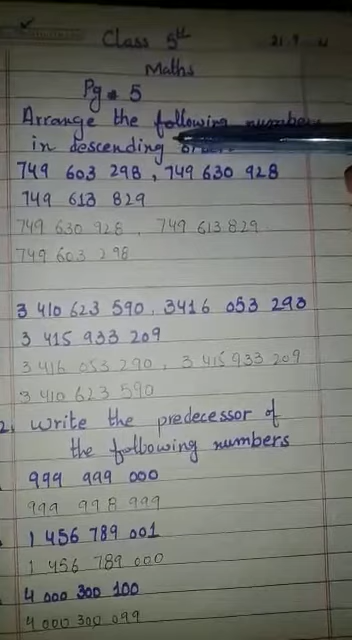 Class 5th
Maths
Pg 5
Arrange the following numbers
in descending
749 603 298, 749 630 928
749 613 829
749 630 928, 749 613 829
749 603 298
3 410 623 590, 3416 053 290
3 415 933 209
3 416 053 290, 3 415 933 209
3 410 623 590
2. Write the predecessor of
the following numbers
999 999 000
999 998 999
1 456 789 001
1 456 789 000
4 000 300 100
4 000 300 099